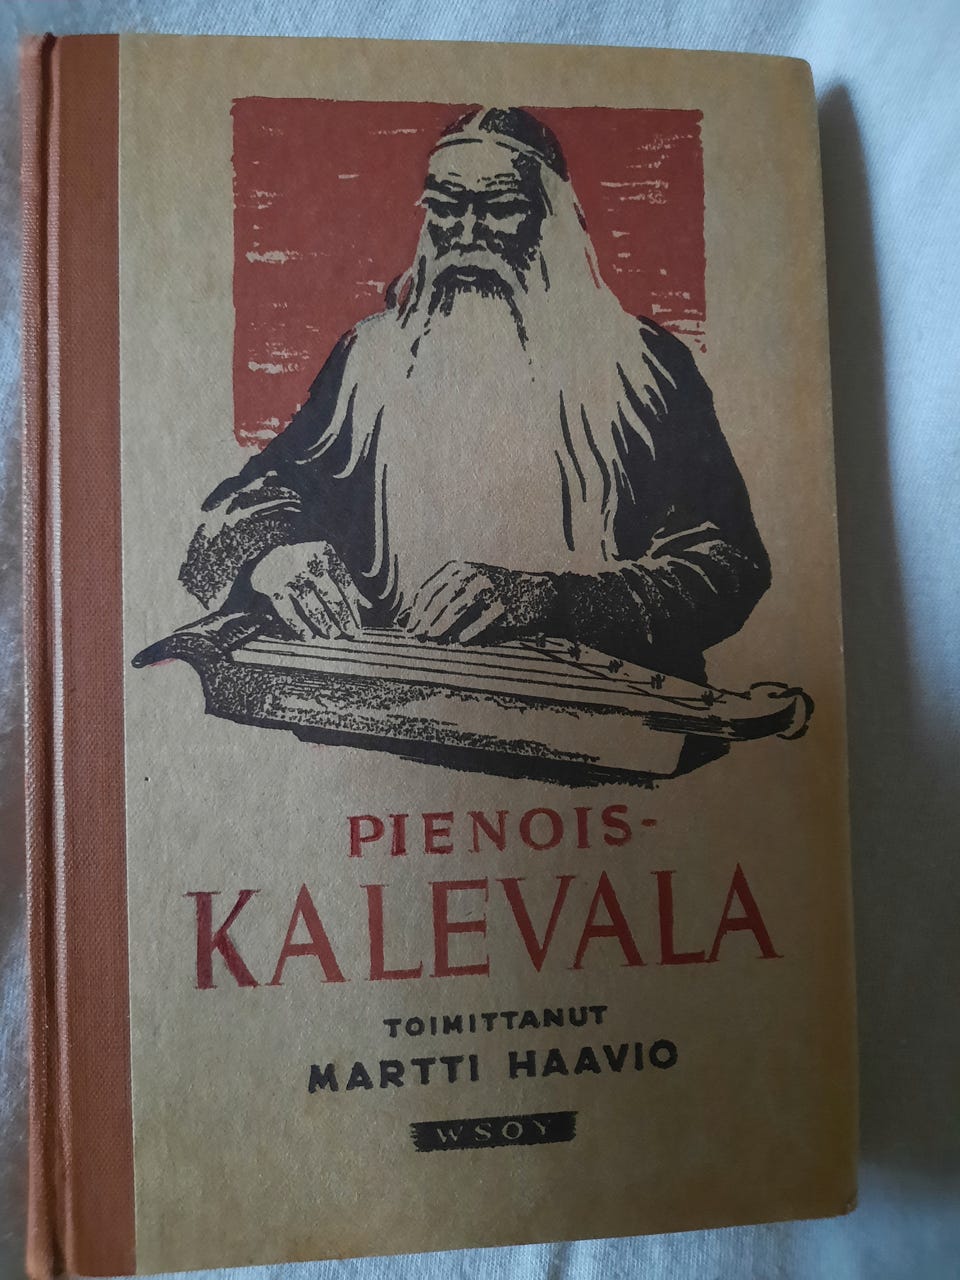 PIENOIS-
KALEVALA
TOIMITTANUT
MARTTI HAAVIO
WSOY